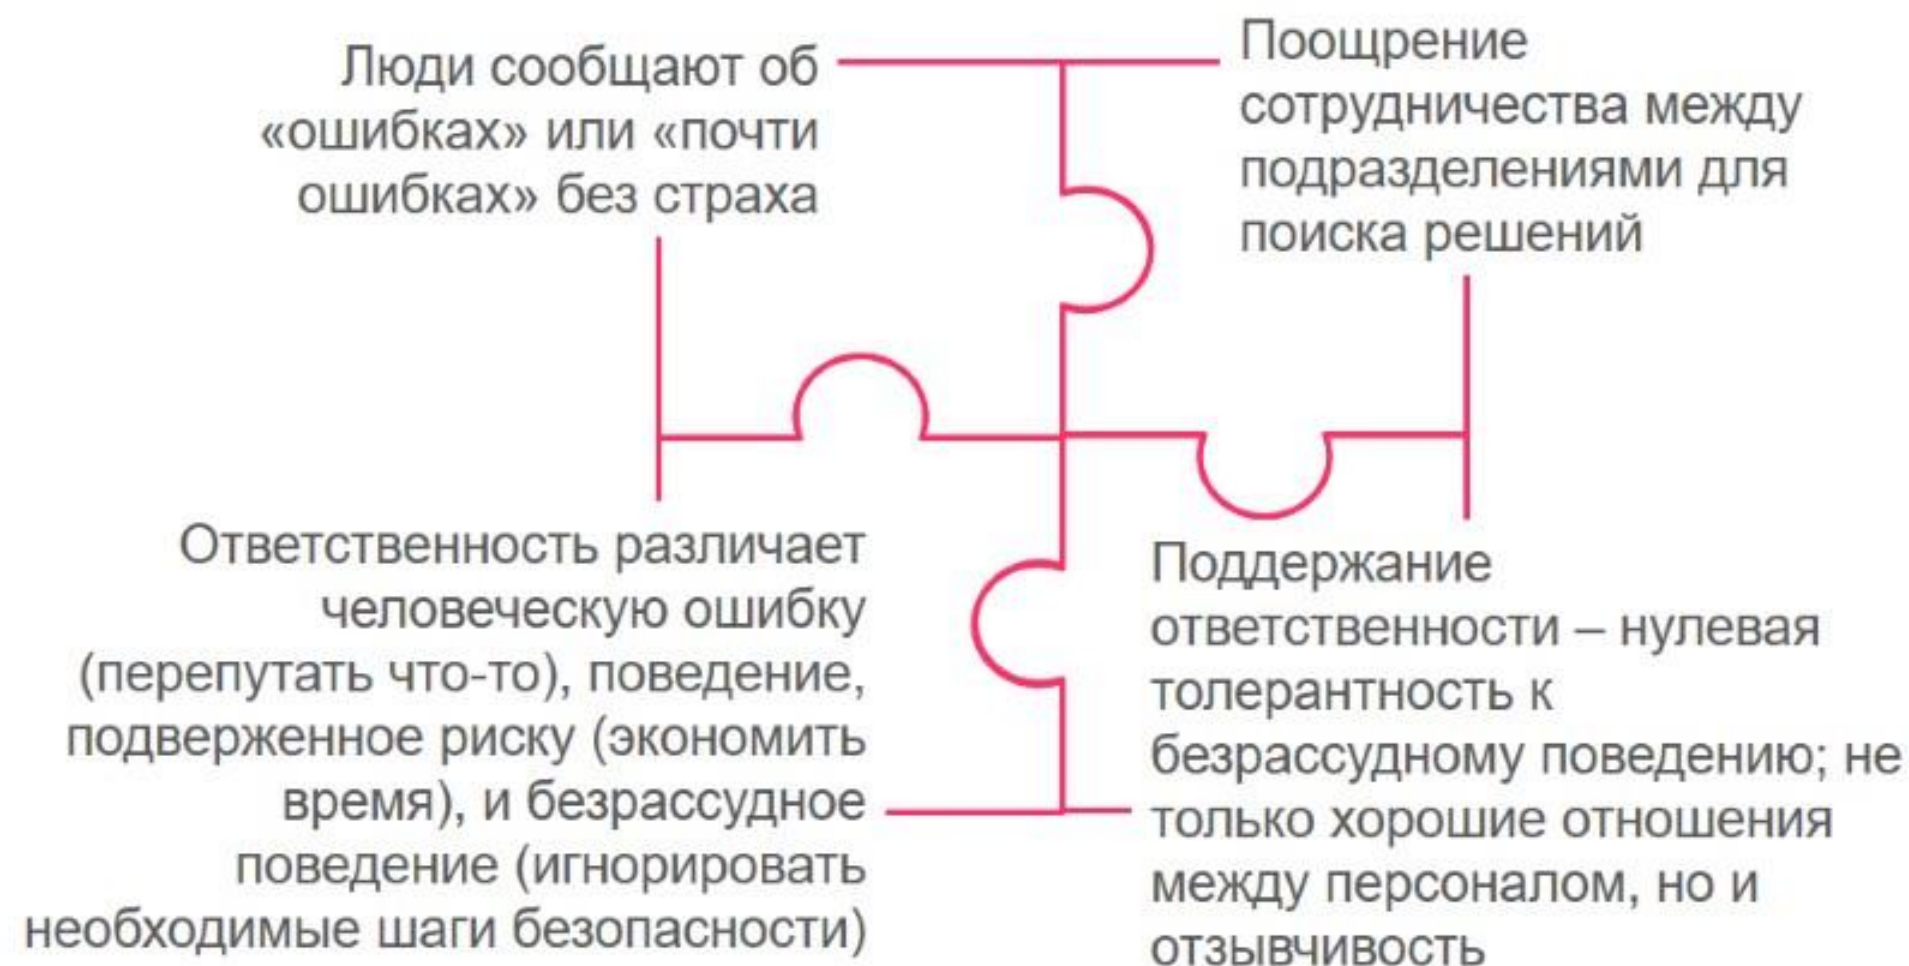 Люди сообщают об
«ошибках» или «почти
ошибках» без страха
Поощрение
сотрудничества между
подразделениями для
поиска решений
Ответственность различает
человеческую ошибку
(перепутать что-то), поведение,
подверженное риску (экономить
время), и безрассудное
поведение (игнорировать
необходимые шаги безопасности)
Поддержание
ответственности – нулевая
толерантность к
безрассудному поведению; не
только хорошие отношения
между персоналом, но и
отзывчивость